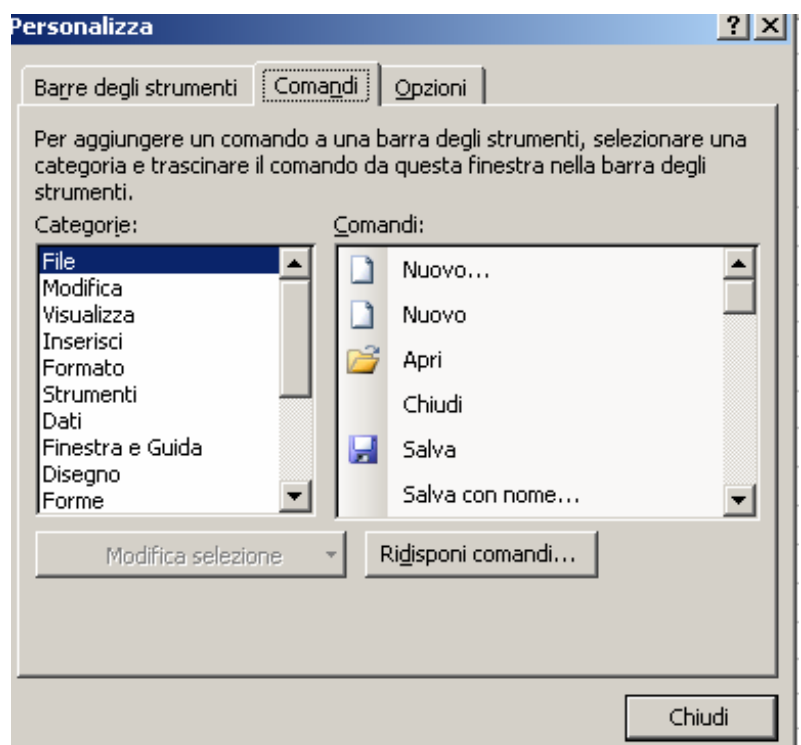 Personalizza
Barre degli strumenti Comandi Opzioni
Per aggiungere un comando a una barra degli strumenti, selezionare una
categoria e trascinare il comando da questa finestra nella barra degli
strumenti.
Categorie:
File
Modifica
Visualizza
Inserisci
Formato
Strumenti
Dati
Finestra e Guida
Disegno
Forme
Comandi:
Nuovo...
Nuovo
Apri
Chiudi
Salva
Salva con nome...
Modifica selezione
Ridisponi comandi...
Chiudi